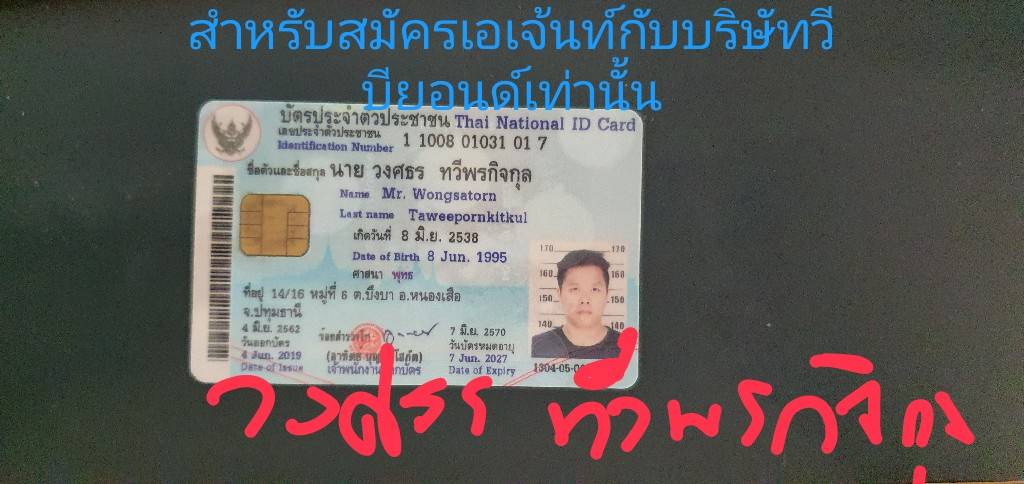 สำหรับสมัครเอเจ้นท์กับบริษัทวี
บียอนด์เท่านั้น
บัตรประจำตัวประชาชน Thai National ID Card
เลขประจำตัวประชาชน
Identification Number 1 1008 01031 01 7
ชื่อตัวและชื่อสกุล นาย วงศธร ทวีพรกิจกุล
Name Mr. Wongsatorn
Last name Taweepornkitkul
เกิดวันที่ 8 มิ.ย. 2538
Date of Birth 8 Jun. 1995
ศาสนา พุทธ
ที่อยู่ 14/16 หมู่ที่ 6 ต.บึงบา อ.หนองเสือ
จ.ปทุมธานี
170 170
160 160
150 150
140 140
4 มิ.ย. 2562
วันออกบัตร
4 Jun. 2019
Date of Issue
ร้อยตำรวจโท
เจ้าพนักงานออกบัตร
7 มิ.ย. 2570
วันบัตรหมดอายุ
7 Jun. 2027
Date of Expiry
1304-05-0
วงศธร ทวีพรกิจกุล